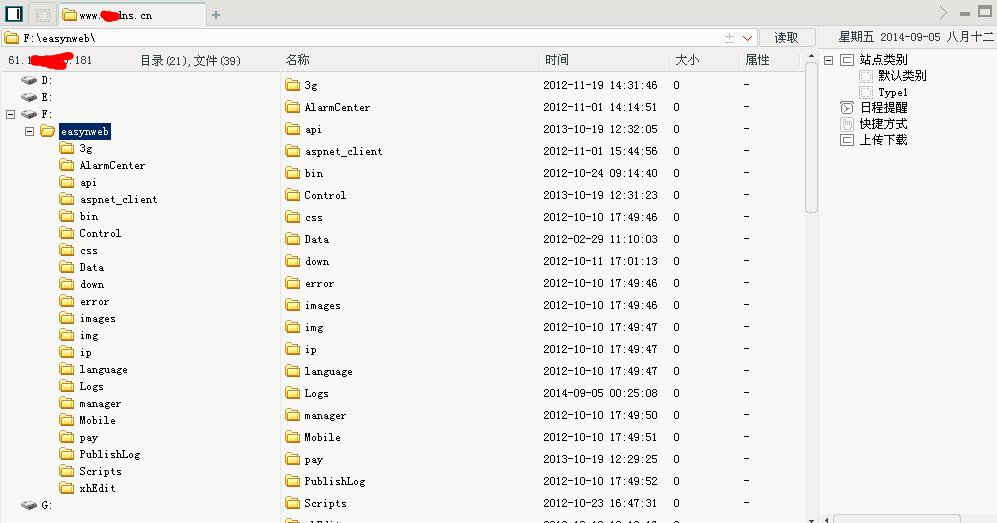 www. dns.cn
F:\easynweb\ 读取 星期五 2014-09-05 八月十二
61.1 .181 目录(21),文件(39) 名称 时间 大小 属性
D:
E:
F:
easynweb
3g
AlarmCenter
api
aspnet_client
bin
Control
css
Data
down
error
images
img
ip
language
Logs
manager
Mobile
pay
PublishLog
Scripts
xhEdit
G:
3g 2012-11-19 14:31:46 0 -
AlarmCenter 2012-11-01 14:14:51 0 -
api 2013-10-19 12:32:05 0 -
aspnet_client 2012-11-01 15:44:56 0 -
bin 2012-10-24 09:14:40 0 -
Control 2013-10-19 12:31:23 0 -
css 2012-10-10 17:49:46 0 -
Data 2012-02-29 11:10:03 0 -
down 2012-10-11 17:01:13 0 -
error 2012-10-10 17:49:46 0 -
images 2012-10-10 17:49:46 0 -
img 2012-10-10 17:49:47 0 -
ip 2012-10-10 17:49:47 0 -
language 2012-10-10 17:49:47 0 -
Logs 2014-09-05 00:25:08 0 -
manager 2012-10-10 17:49:50 0 -
Mobile 2012-10-10 17:49:51 0 -
pay 2013-10-19 12:29:25 0 -
PublishLog 2012-10-10 17:49:52 0 -
Scripts 2012-10-23 16:47:31 0 -
站点类别
默认类别
Type1
日程提醒
快捷方式
上传下载